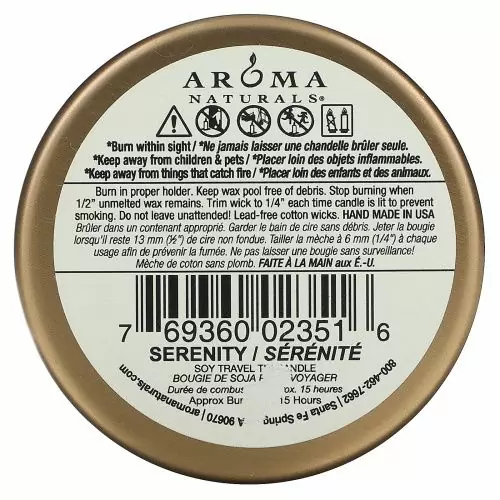 AROMA
NATURALS®
*Burn within sight / *Ne jamais laisser une chandelle brûler seule.
*Keep away from children & pets / *Placer loin des objets inflammables.
*Keep away from things that catch fire / *Placer loin des enfants et des animaux.
Burn in proper holder. Keep wax pool free of debris. Stop burning when
1/2" unmelted wax remains. Trim wick to 1/4" each time candle is lit to prevent
smoking. Do not leave unattended! Lead-free cotton wicks. HAND MADE IN USA
Brûler dans un contenant approprié. Garder le bain de cire sans débris. Jeter la bougie
lorsqu'il reste 13 mm (½") de cire non fondue. Tailler la mèche à 6 mm (1/4") à chaque
usage afin de prévenir la fumée. Ne pas laisser une bougie sans surveillance!
Mèche de coton sans plomb. FAITE À LA MAIN aux É.-U.
7 69360 02351 6
SERENITY / SÉRÉNITÉ
SOY TRAVEL
BOUGIE DE SOJA VOYAGER
Durée de 15 heures
Approx 15 Hours
800-462-7662 | Santa Fe A 90670 | aromanaturals.com